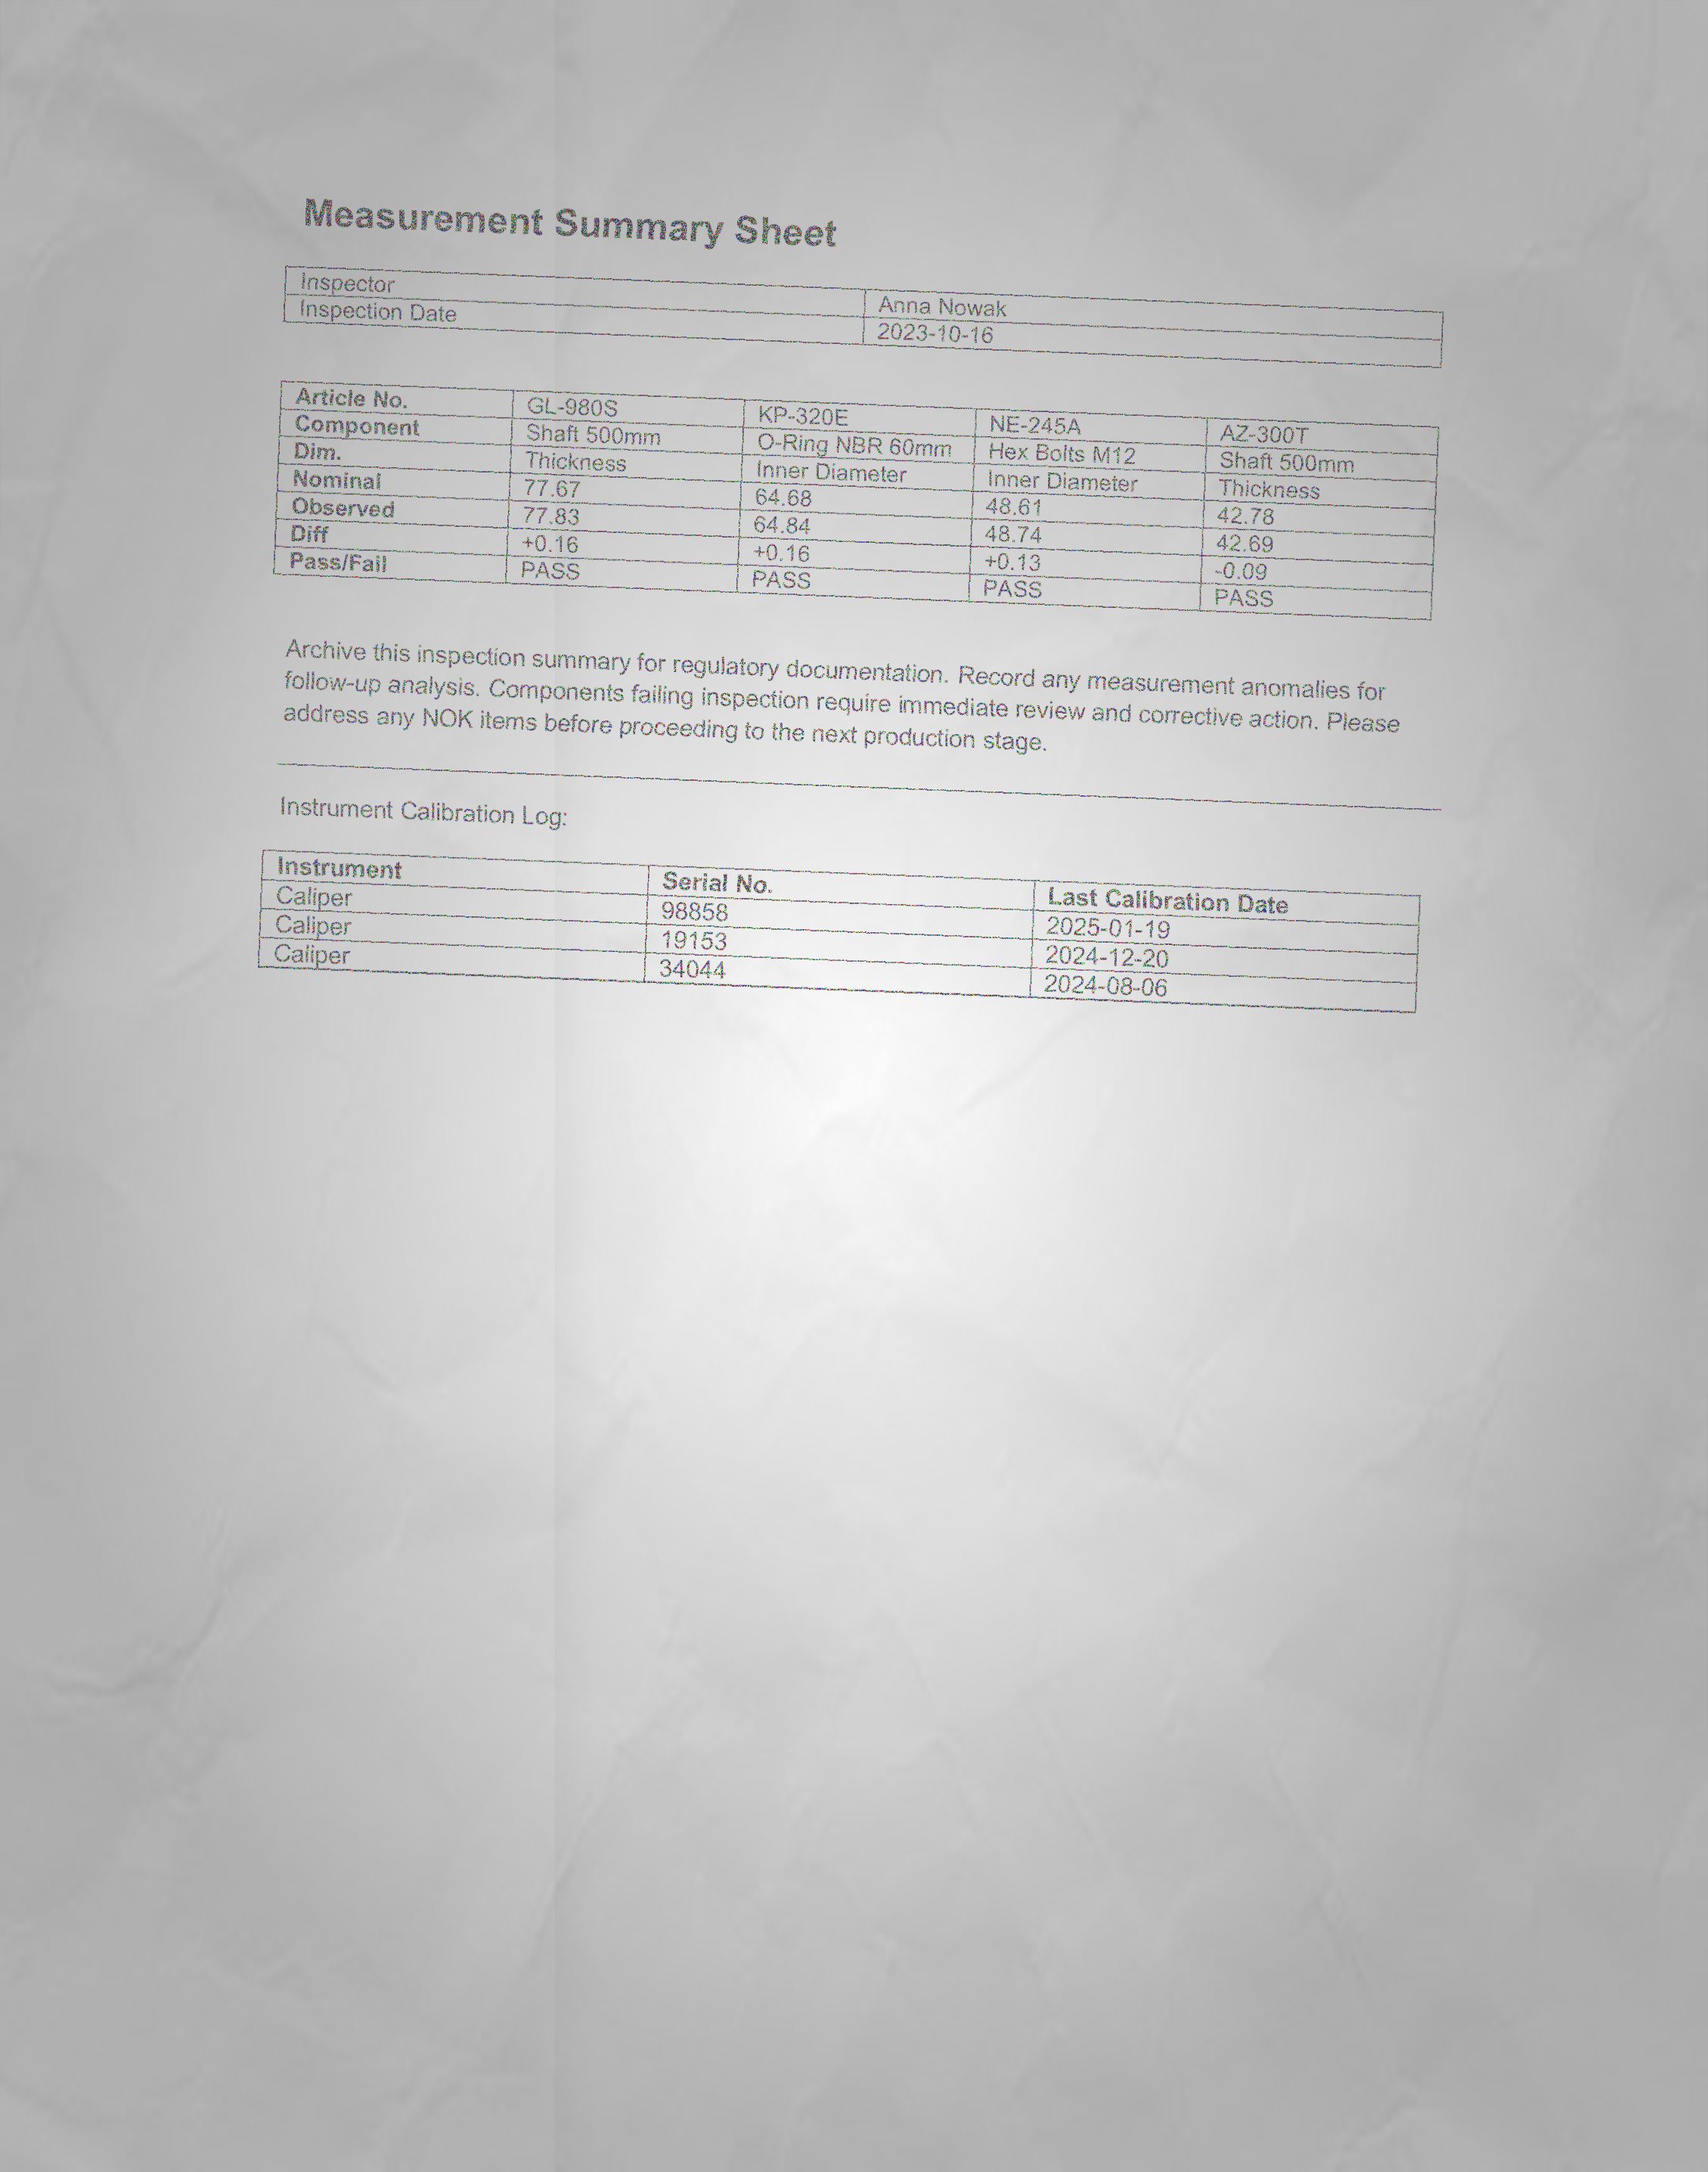 Measurement Summary Sheet
Inspector Anna Nowak
Inspection Date 2023-10-16
Article No. GL-980S KP-320E NE-245A AZ-300T
Component Shaft 500mm O-Ring NBR 60mm Hex Bolts M12 Shaft 500mm
Dim. Thickness Inner Diameter Inner Diameter Thickness
Nominal 77.67 64.68 48.61 42.78
Observed 77.83 64.84 48.74 42.69
Diff +0.16 +0.16 +0.13 -0.09
Pass/Fail PASS PASS PASS PASS
Archive this inspection summary for regulatory documentation. Record any measurement anomalies for
follow-up analysis. Components failing inspection require immediate review and corrective action. Please
address any NOK items before proceeding to the next production stage.
Instrument Calibration Log:
Instrument Serial No. Last Calibration Date
Caliper 98858 2025-01-19
Caliper 19153 2024-12-20
Caliper 34044 2024-08-06